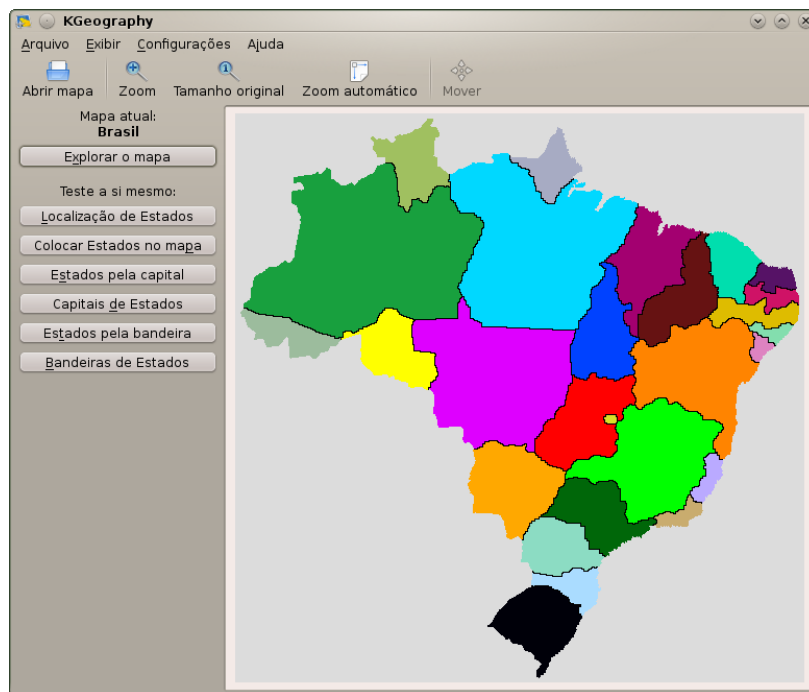 KGeography
Arquivo Exibir Configurações Ajuda
Abrir mapa Zoom Tamanho original Zoom automático Mover
Mapa atual:
Brasil
Explorar o mapa
Teste a si mesmo:
Localização de Estados
Colocar Estados no mapa
Estados pela capital
Capitais de Estados
Estados pela bandeira
Bandeiras de Estados